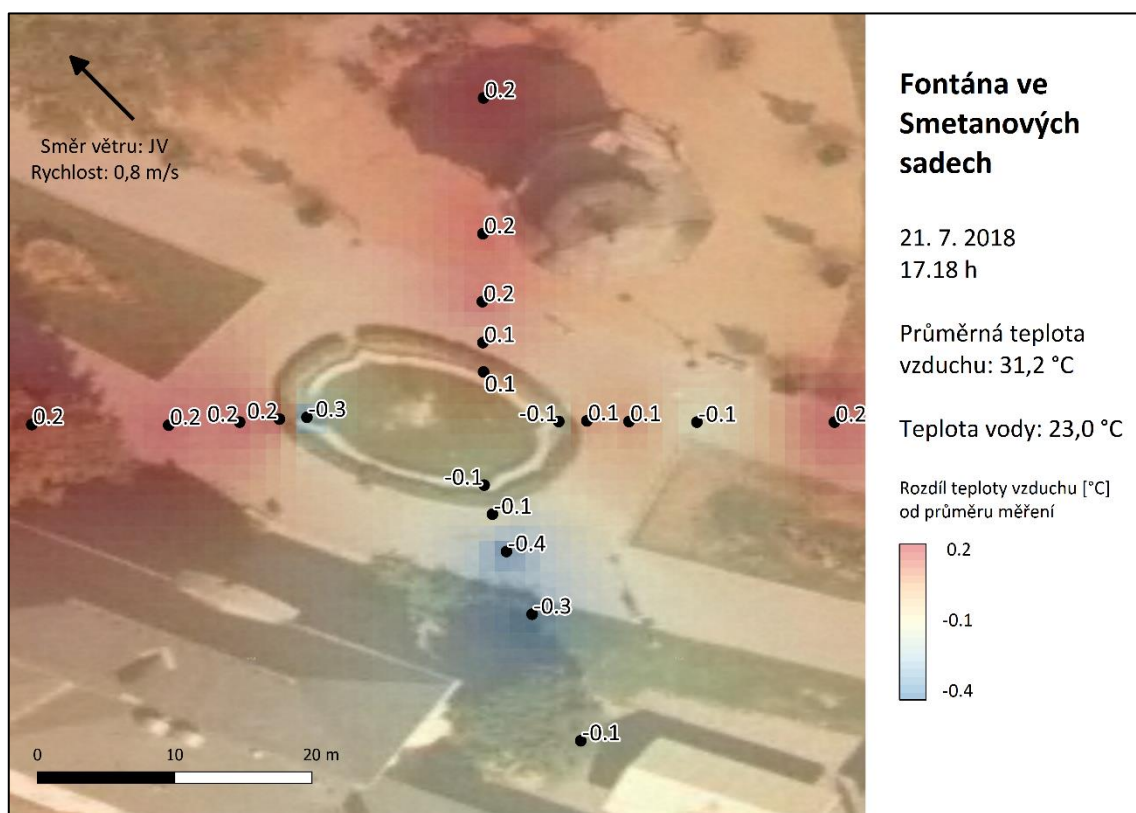 0.2
Směr větru: JV
Rychlost: 0,8 m/s
0.2
0.2
0.1
0.1
0.2
0.2 0.2 0.2 -0.3
-0.1 0.1 0.1 -0.1
0.2
-0.1
-0.1
-0.4
-0.3
-0.1
0 10 20 m
Fontána ve
Smetanových
sadech
21. 7. 2018
17.18 h
Průměrná teplota
vzduchu: 31,2 °C
Teplota vody: 23,0 °C
Rozdíl teploty vzduchu [°C]
od průměru měření
0.2
-0.1
-0.4